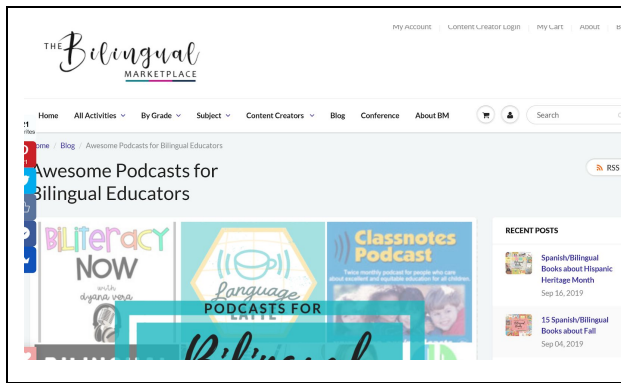 My Account Content Creator Login My Cart About
THE Bilingual
MARKETPLACE
Home All Activities By Grade Subject Content Creators Blog Conference About BM
Search
Home / Blog / Awesome Podcasts for Bilingual Educators
Awesome Podcasts for
Bilingual Educators
RSS
BILITERACY
NOW
with
dyana vera
Language
LATTE
Classnotes
Podcast
Twice monthly podcast for people who care
about excellent and equitable education for all children.
PODCASTS FOR
Bilingual
RECENT POSTS
Spanish/Bilingual
Books about Hispanic
Heritage Month
Sep 16, 2019
15 Spanish/Bilingual
Books about Fall
Sep 04, 2019